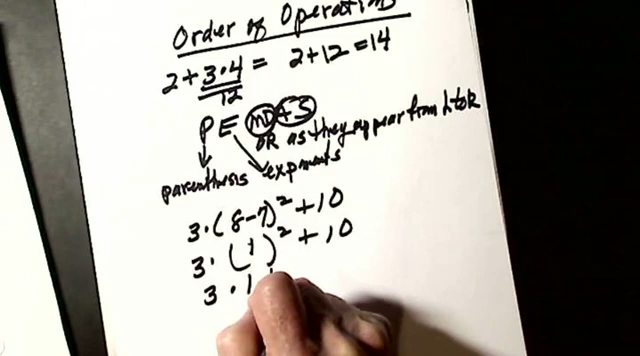 Order of Operations
2 + 3 • 4 = 2 + 12 = 14
12
P E MD AS
OR as they appear from L to R
parenthesis exponents
3 • (8 - 7)² + 10
3 • (1)² + 10
3 • 1